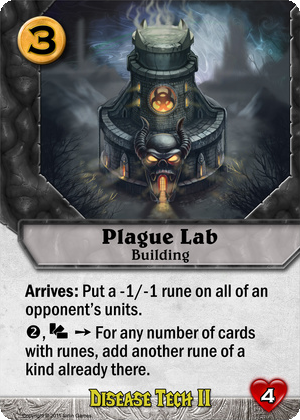 3
Plague Lab
Building
Arrives: Put a -1/-1 rune on all of an
opponent's units.
❷, → For any number of cards
with runes, add another rune of a
kind already there.
Disease Tech II
4